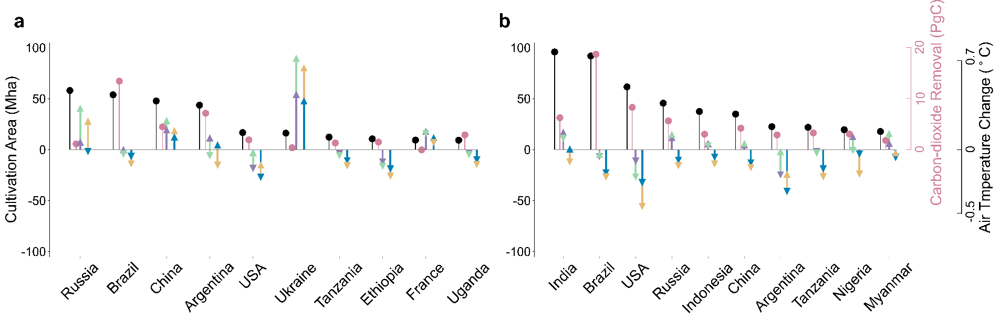 a
Cultivation Area (Mha)
100
50
0
-50
-100
Russia
Brazil
China
Argentina
USA
Ukraine
Tanzania
Ethiopia
France
Uganda
b
100
50
0
-50
-100
India
Brazil
USA
Russia
Indonesia
China
Argentina
Tanzania
Nigeria
Myanmar
20
10
0
Carbon-dioxide Removal (PgC)
0.7
0
-0.5
Air Tmperature Change (°C)